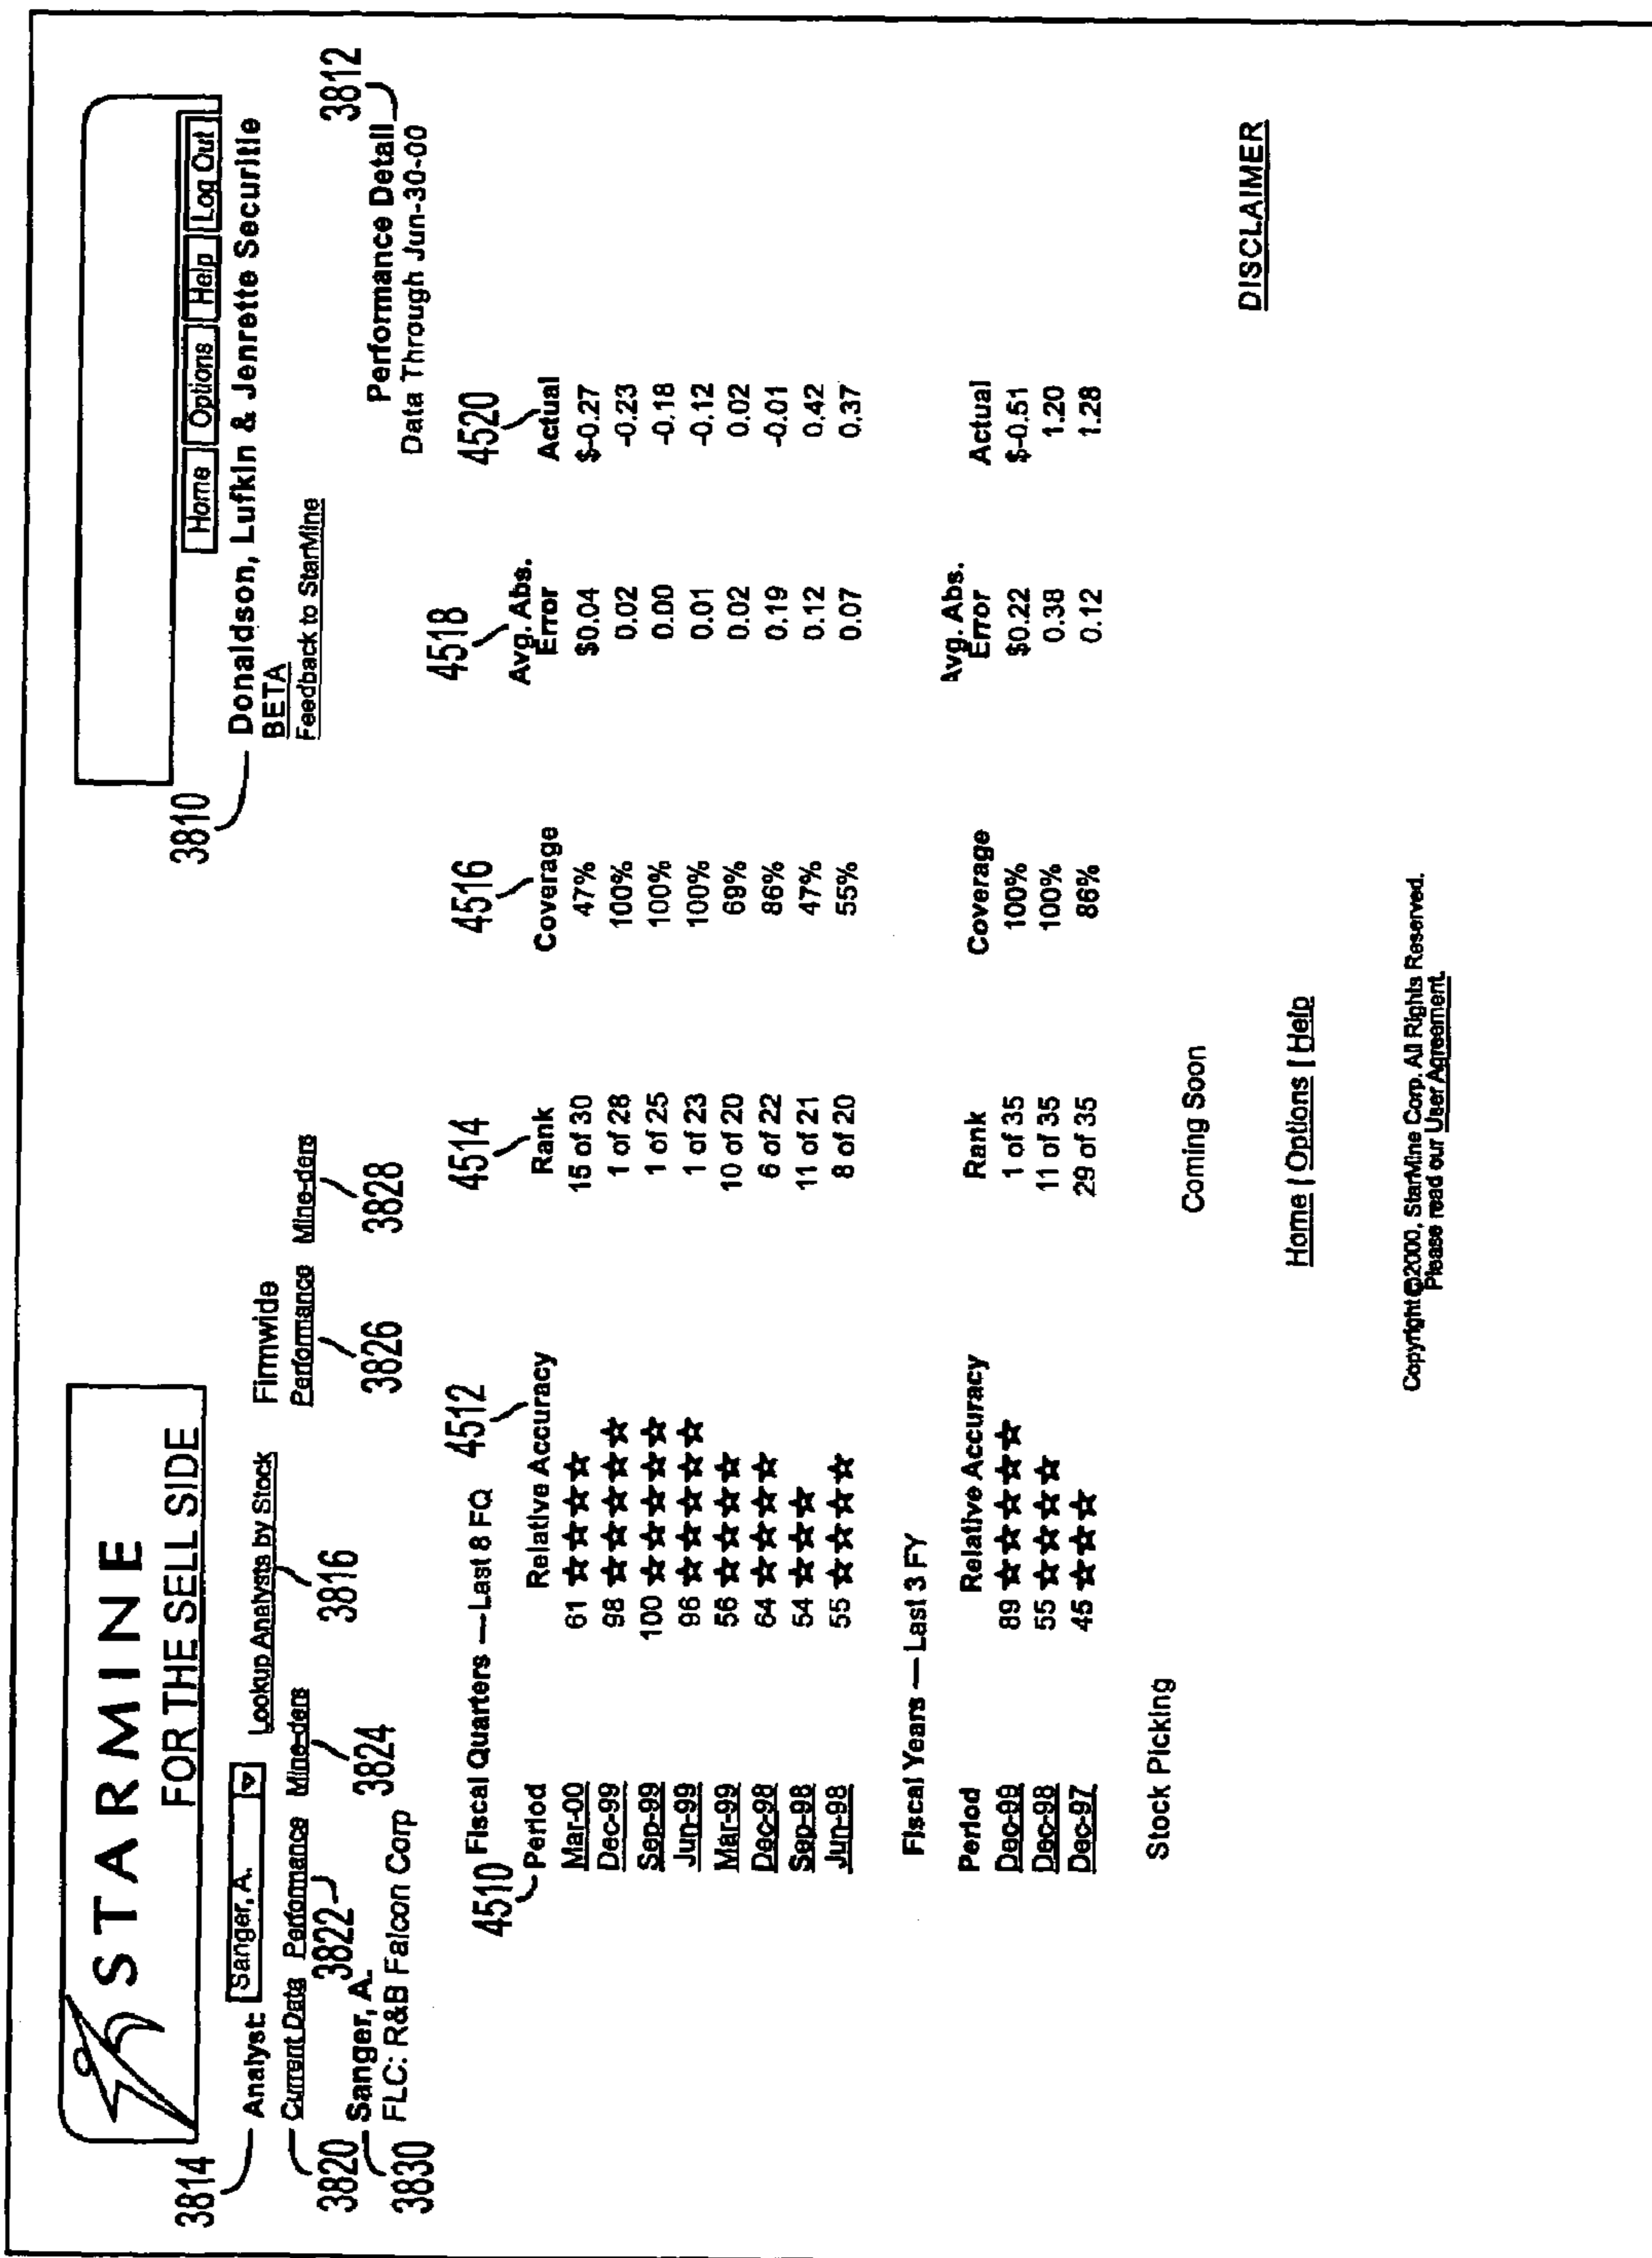 STARMINE
FOR THE SELL SIDE
Home Options Help Log Out
3814
Analyst: Sanger, A.
Lookup Analysts by Stock
Firmwide
3810
Donaldson, Lufkin & Jenrette Securitie
BETA
Feedback to StarMine
Current Data Performance Mine-ders
Performance Mine-ders
3820 3822 3824 3816 3826 3828
3812
Sanger, A.
Performance Detail
3830
FLC: R&B Falcon Corp
Data Through Jun-30-00
4510 Fiscal Quarters — Last 8 FQ 4512 4514 4516 4518 4520
Period Relative Accuracy Rank Coverage Avg. Abs. Error Actual
Mar-00 61 ☆☆☆☆ 15 of 30 47% $0.04 $-0.27
Dec-99 98 ☆☆☆☆☆ 1 of 28 100% 0.02 -0.23
Sep-99 100 ☆☆☆☆☆ 1 of 25 100% 0.00 -0.18
Jun-99 96 ☆☆☆☆☆ 1 of 23 100% 0.01 -0.12
Mar-99 56 ☆☆☆☆ 10 of 20 69% 0.02 0.02
Dec-98 64 ☆☆☆☆ 6 of 22 86% 0.19 -0.01
Sep-98 54 ☆☆☆ 11 of 21 47% 0.12 0.42
Jun-98 55 ☆☆☆☆ 8 of 20 55% 0.07 0.37
Fiscal Years — Last 3 FY
Period Relative Accuracy Rank Coverage Avg. Abs. Error Actual
Dec-99 89 ☆☆☆☆☆ 1 of 35 100% $0.22 $-0.51
Dec-98 55 ☆☆☆☆ 11 of 35 100% 0.38 1.20
Dec-97 45 ☆☆☆ 29 of 35 86% 0.12 1.28
Stock Picking
Coming Soon
DISCLAIMER
Home | Options | Help
Copyright©2000, StarMine Corp. All Rights Reserved.
Please read our User Agreement.